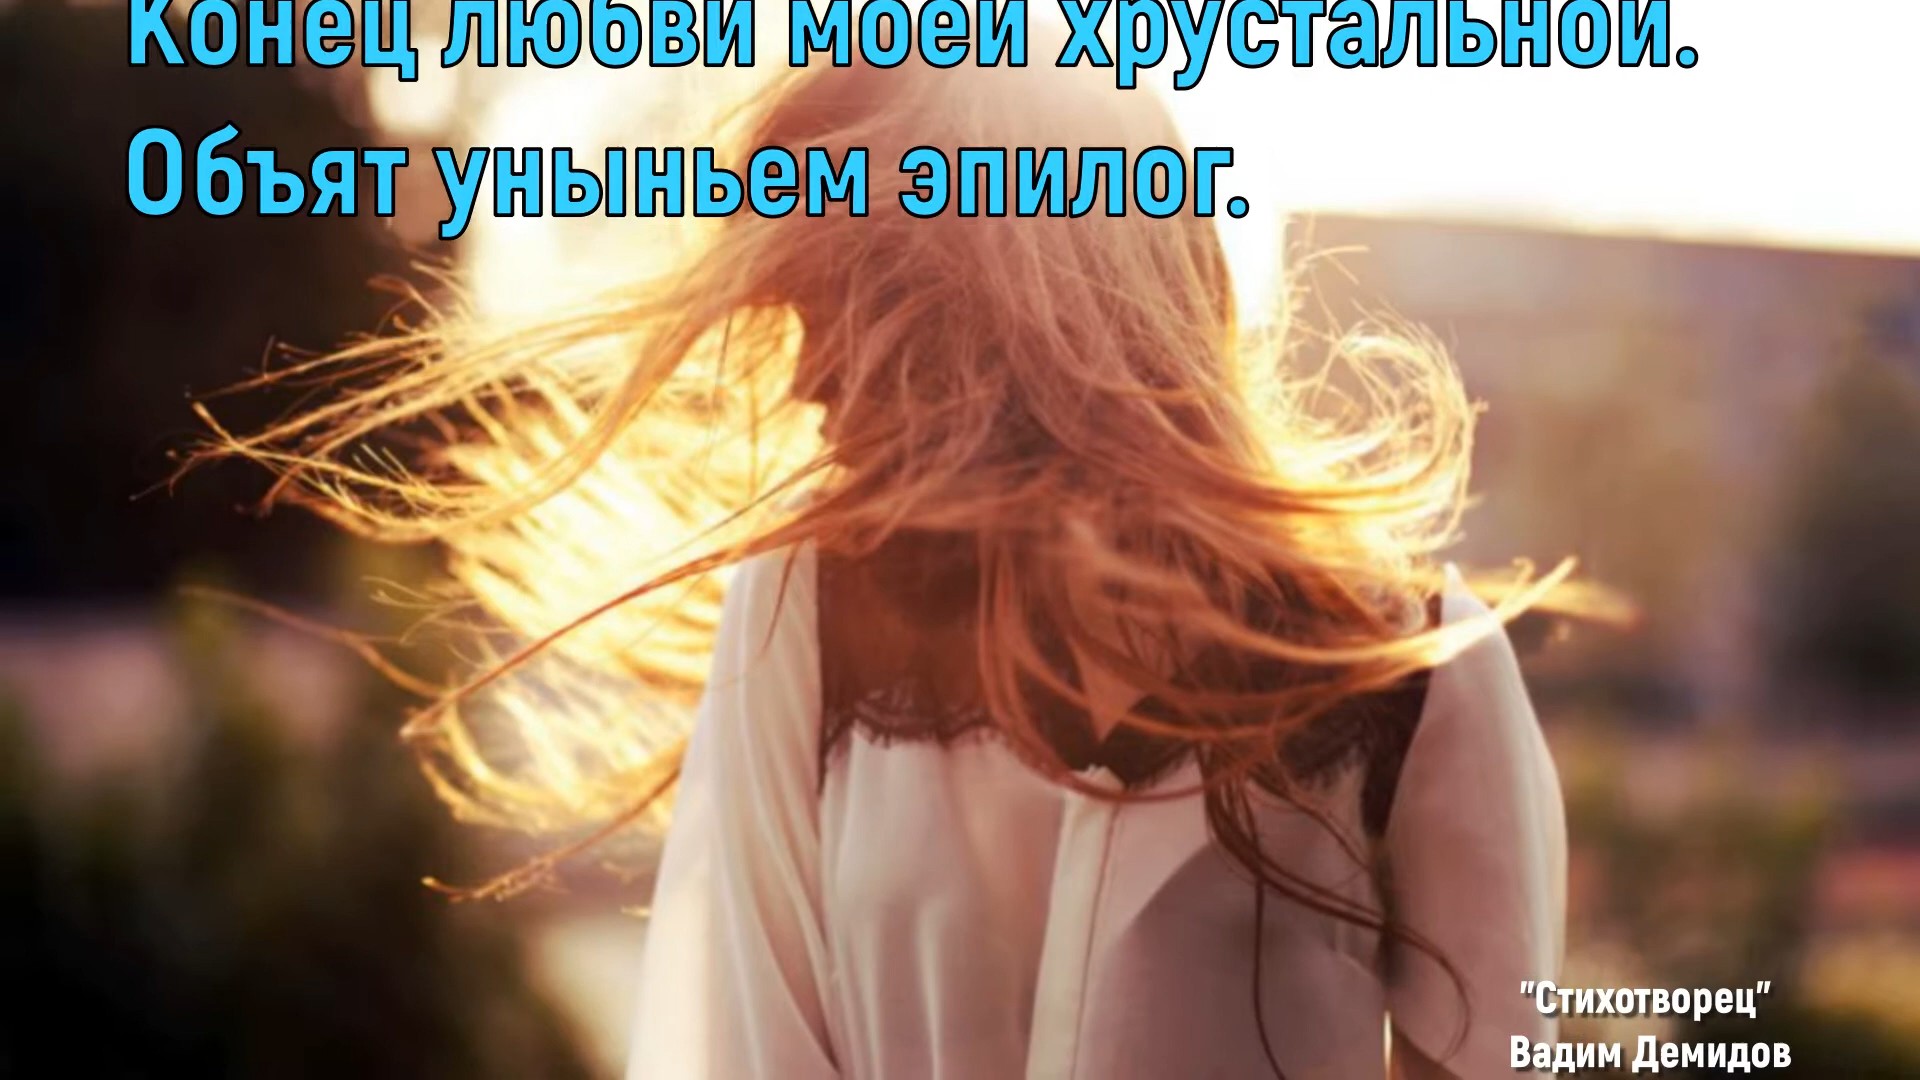 Конец любви моей хрустальной.
Объят уныньем эпилог.
"Стихотворец"
Вадим Демидов